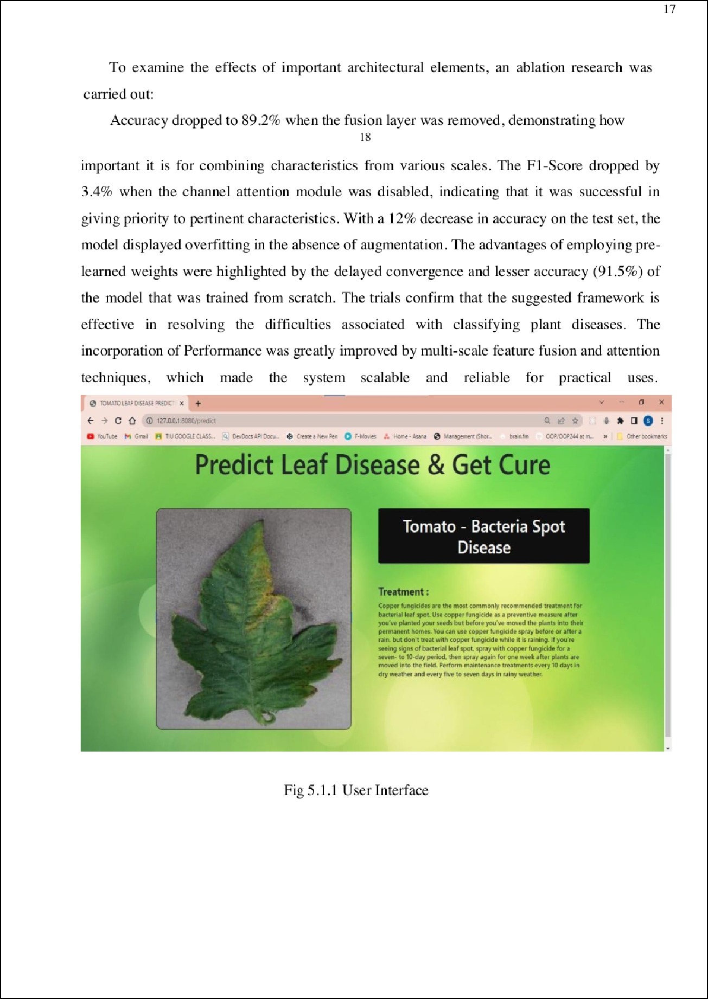 17
To examine the effects of important architectural elements, an ablation research was
carried out:
Accuracy dropped to 89.2% when the fusion layer was removed, demonstrating how
18
important it is for combining characteristics from various scales. The F1-Score dropped by
3.4% when the channel attention module was disabled, indicating that it was successful in
giving priority to pertinent characteristics. With a 12% decrease in accuracy on the test set, the
model displayed overfitting in the absence of augmentation. The advantages of employing pre-
learned weights were highlighted by the delayed convergence and lesser accuracy (91.5%) of
the model that was trained from scratch. The trials confirm that the suggested framework is
effective in resolving the difficulties associated with classifying plant diseases. The
incorporation of Performance was greatly improved by multi-scale feature fusion and attention
techniques, which made the system scalable and reliable for practical uses.
TOMATO LEAF DISEASE PREDICT
127.0.0.1:8080/predict
S
YouTube Gmail TIU GOOGLE CLASS... DevDocs API Docu... Create a New Pen F-Movies Home - Asana Management (Shor... brain.fm OOP/OOP244 at m... » Other bookmarks
Predict Leaf Disease & Get Cure
Tomato - Bacteria Spot
Disease
Treatment :
Copper fungicides are the most commonly recommended treatment for
bacterial leaf spot. Use copper fungicide as a preventive measure after
you've planted your seeds but before you've moved the plants into their
permanent homes. You can use copper fungicide spray before or after a
rain, but don't treat with copper fungicide while it is raining. If you're
seeing signs of bacterial leaf spot, spray with copper fungicide for a
seven- to 10-day period, then spray again for one week after plants are
moved into the field. Perform maintenance treatments every 10 days in
dry weather and every five to seven days in rainy weather.
Fig 5.1.1 User Interface